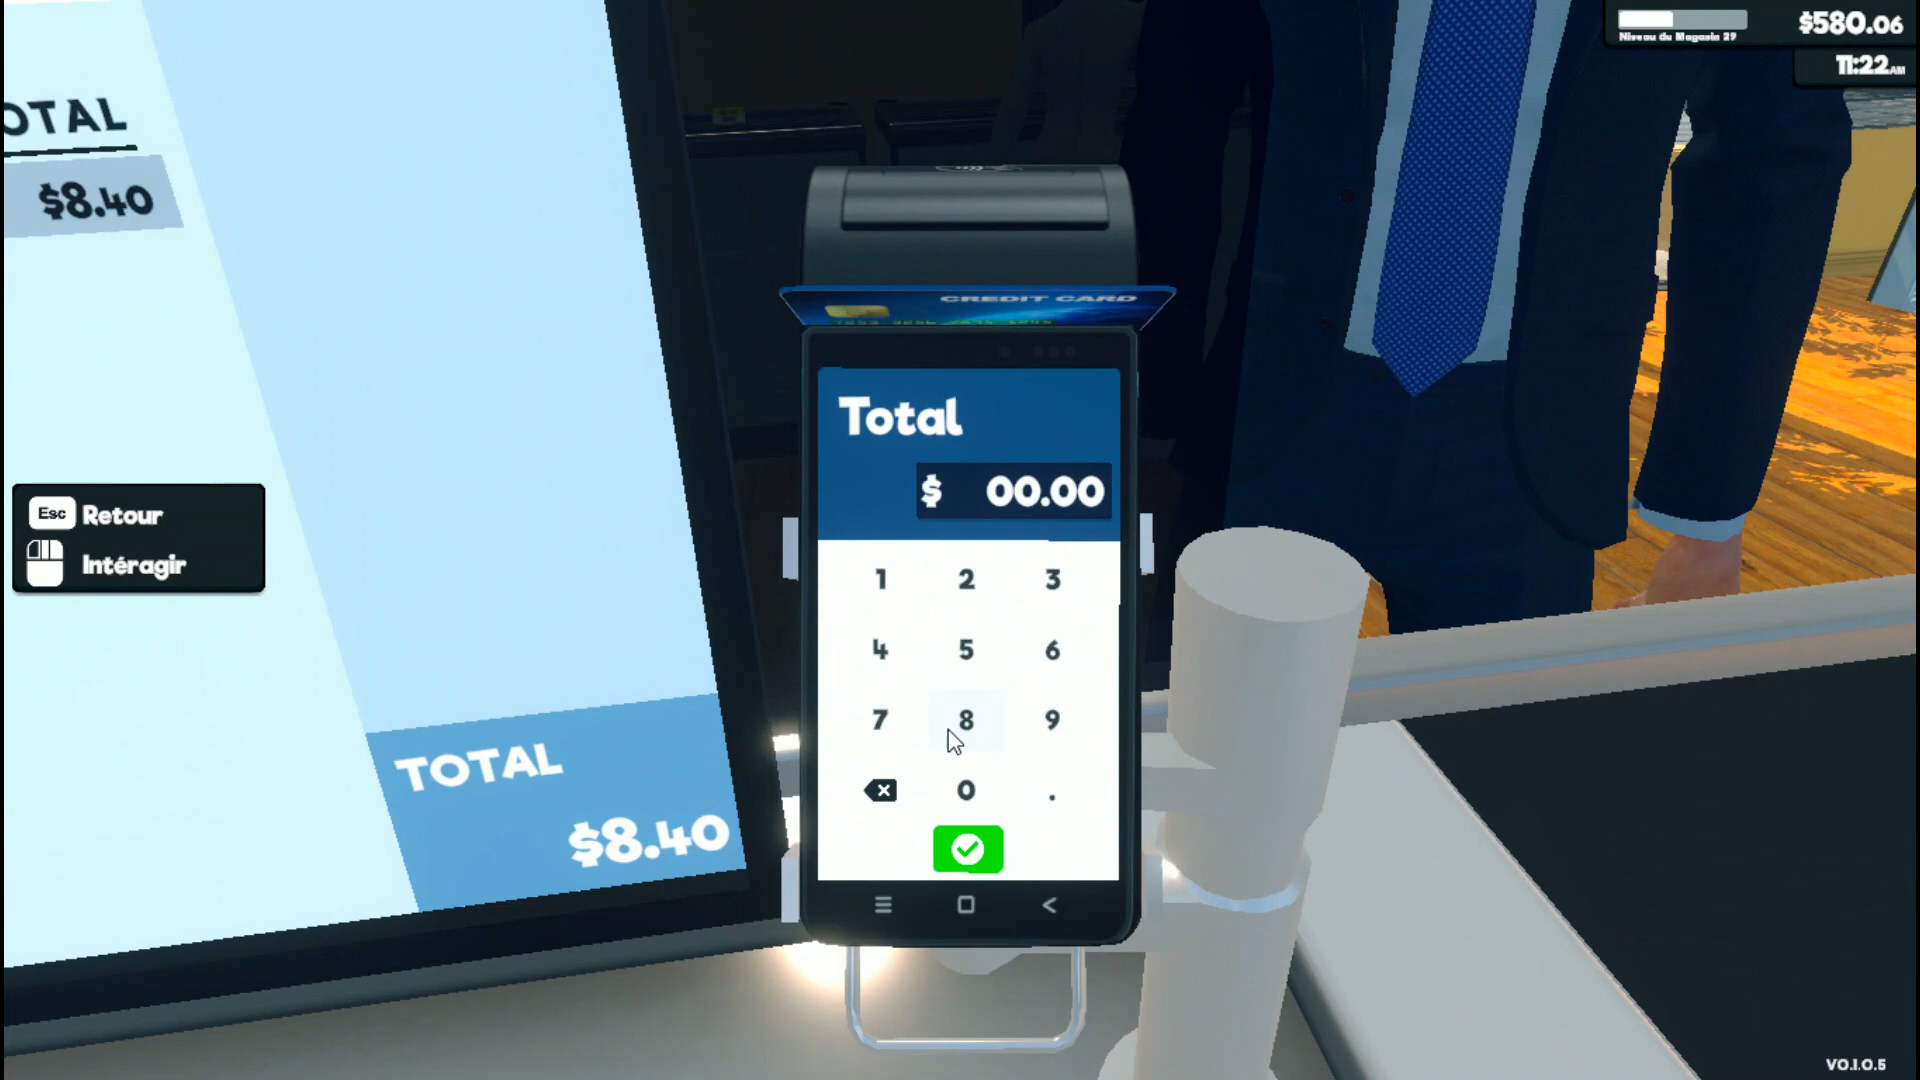 $580.06
Niveau du Magasin 29
11:22AM
OTAL
$8.40
CREDIT CARD
Total
$ 00.00
Esc Retour
Intéragir
1 2 3
4 5 6
7 8 9
0 .
TOTAL
$8.40
V0.1.0.5